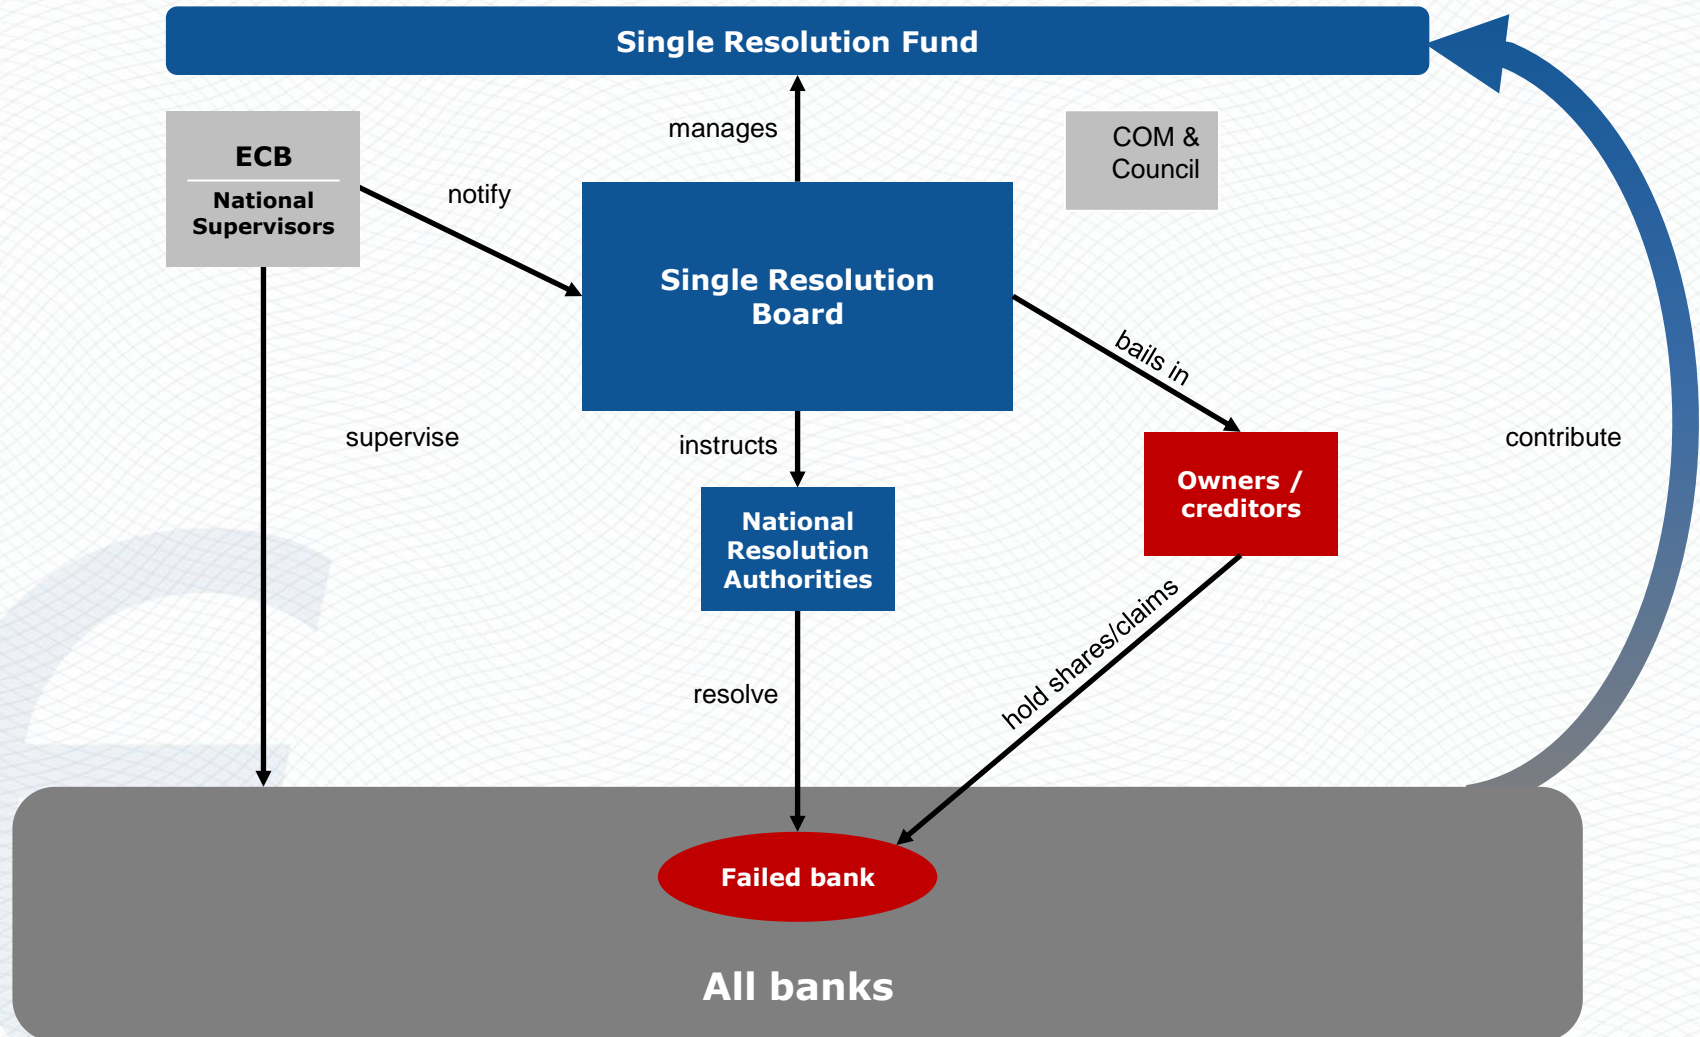 Single Resolution Fund
manages
COM &
Council
ECB
National
Supervisors
notify
Single Resolution
Board
bails in
supervise
instructs
contribute
Owners /
creditors
National
Resolution
Authorities
hold shares/claims
resolve
Failed bank
All banks